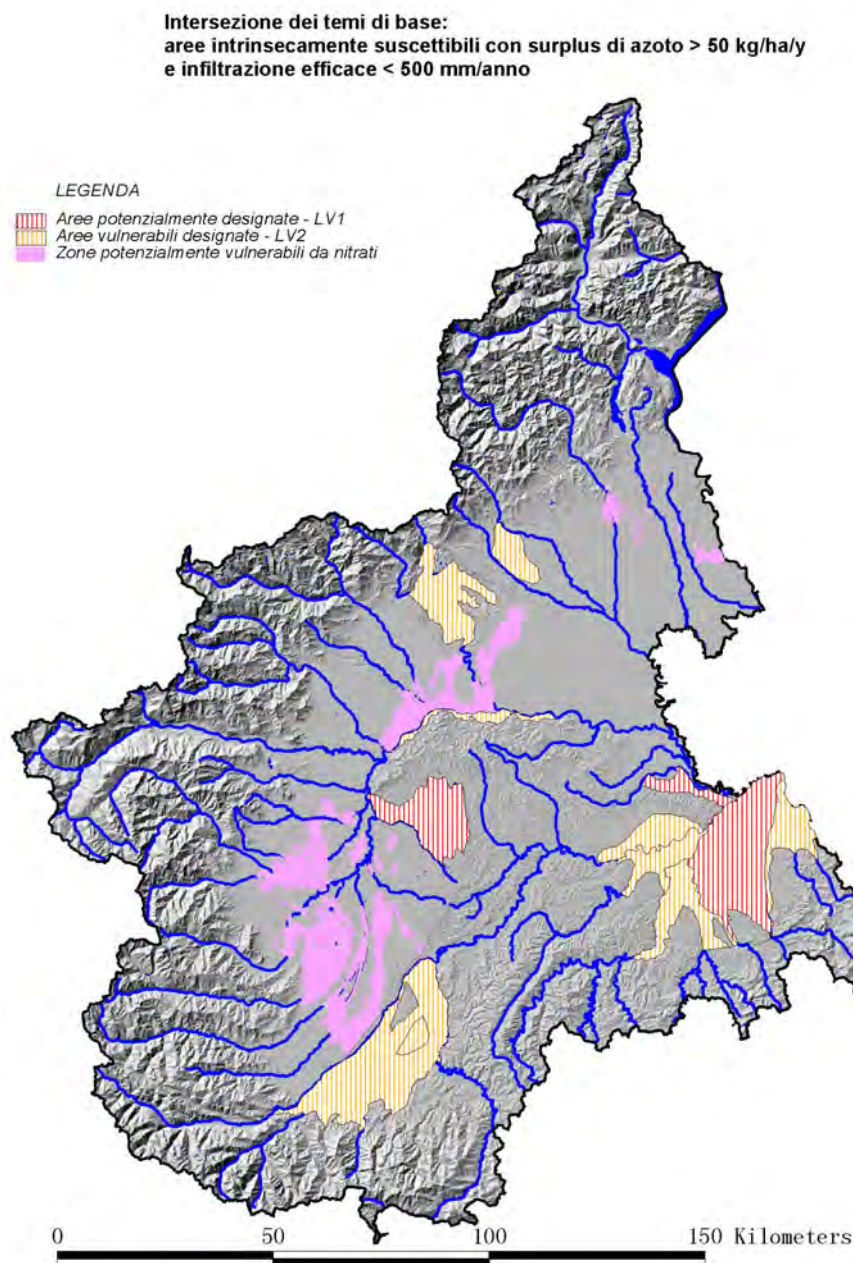 Intersezione dei temi di base:
aree intrinsecamente suscettibili con surplus di azoto > 50 kg/ha/y
e infiltrazione efficace < 500 mm/anno
LEGENDA
Aree potenzialmente designate - LV1
Aree vulnerabili designate - LV2
Zone potenzialmente vulnerabili da nitrati
0 50 100 150 Kilometers